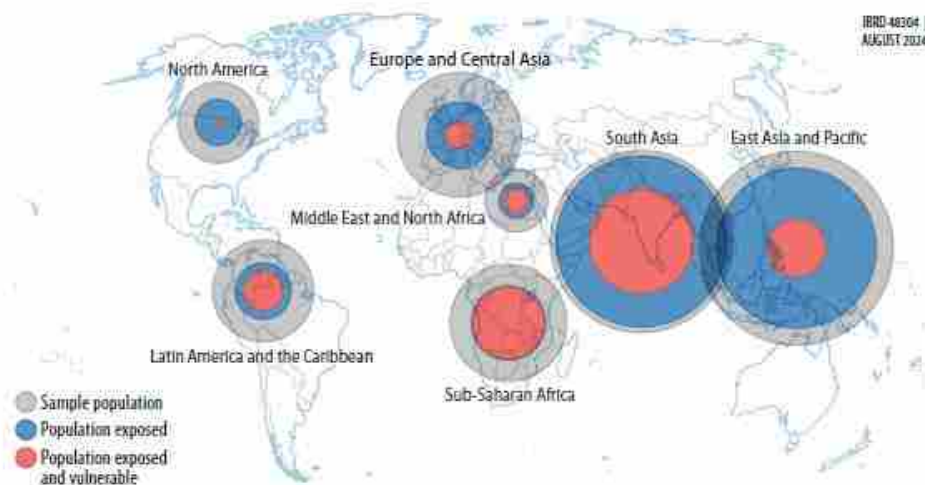 IBRD 48304
AUGUST 2024
North America
Europe and Central Asia
South Asia
East Asia and Pacific
Middle East and North Africa
Latin America and the Caribbean
Sub-Saharan Africa
Sample population
Population exposed
Population exposed
and vulnerable